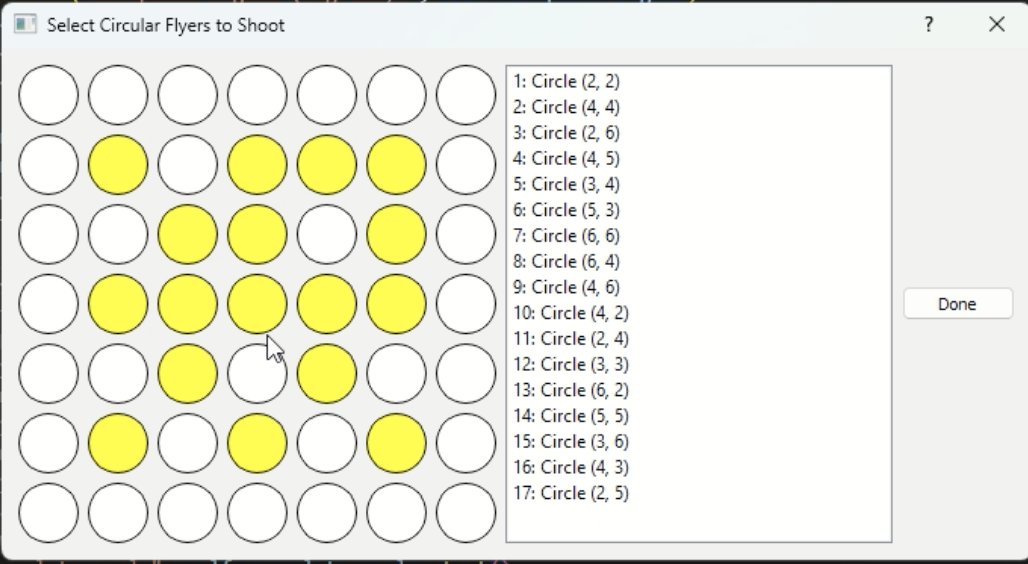 Select Circular Flyers to Shoot
?
1: Circle (2, 2)
2: Circle (4, 4)
3: Circle (2, 6)
4: Circle (4, 5)
5: Circle (3, 4)
6: Circle (5, 3)
7: Circle (6, 6)
8: Circle (6, 4)
9: Circle (4, 6)
10: Circle (4, 2)
11: Circle (2, 4)
12: Circle (3, 3)
13: Circle (6, 2)
14: Circle (5, 5)
15: Circle (3, 6)
16: Circle (4, 3)
17: Circle (2, 5)
Done